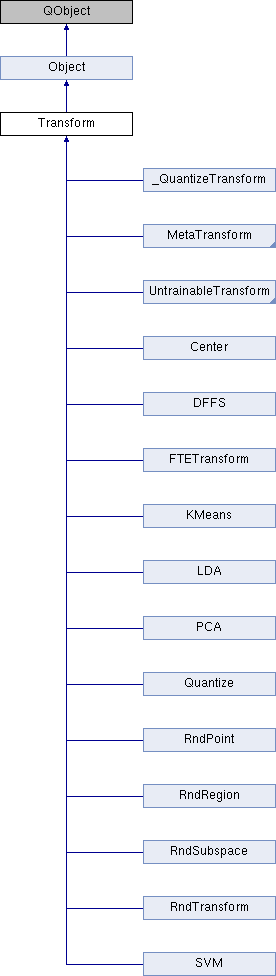 QObject
Object
Transform
_QuantizeTransform
MetaTransform
UntrainableTransform
Center
DFFS
FTETransform
KMeans
LDA
PCA
Quantize
RndPoint
RndRegion
RndSubspace
RndTransform
SVM